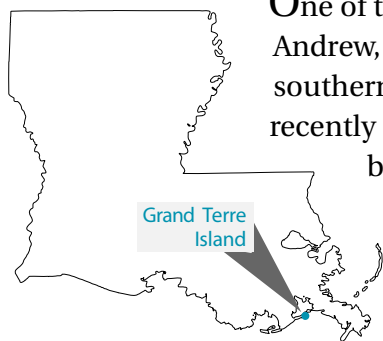 One of t
Andrew,
southern
recently
b
Grand Terre
Island